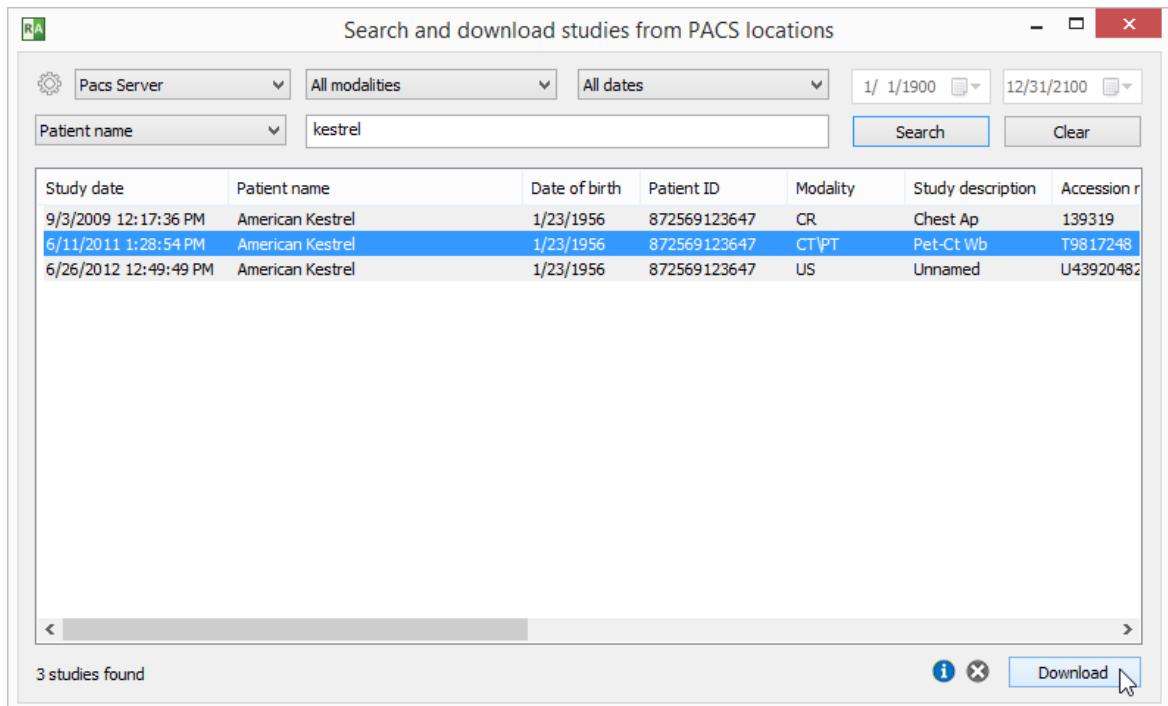 RA Search and download studies from PACS locations
Pacs Server All modalities All dates 1/ 1/1900 12/31/2100
Patient name kestrel Search Clear
Study date Patient name Date of birth Patient ID Modality Study description Accession r
9/3/2009 12:17:36 PM American Kestrel 1/23/1956 872569123647 CR Chest Ap 139319
6/11/2011 1:28:54 PM American Kestrel 1/23/1956 872569123647 CT\PT Pet-Ct Wb T9817248
6/26/2012 12:49:49 PM American Kestrel 1/23/1956 872569123647 US Unnamed U43920482
3 studies found Download